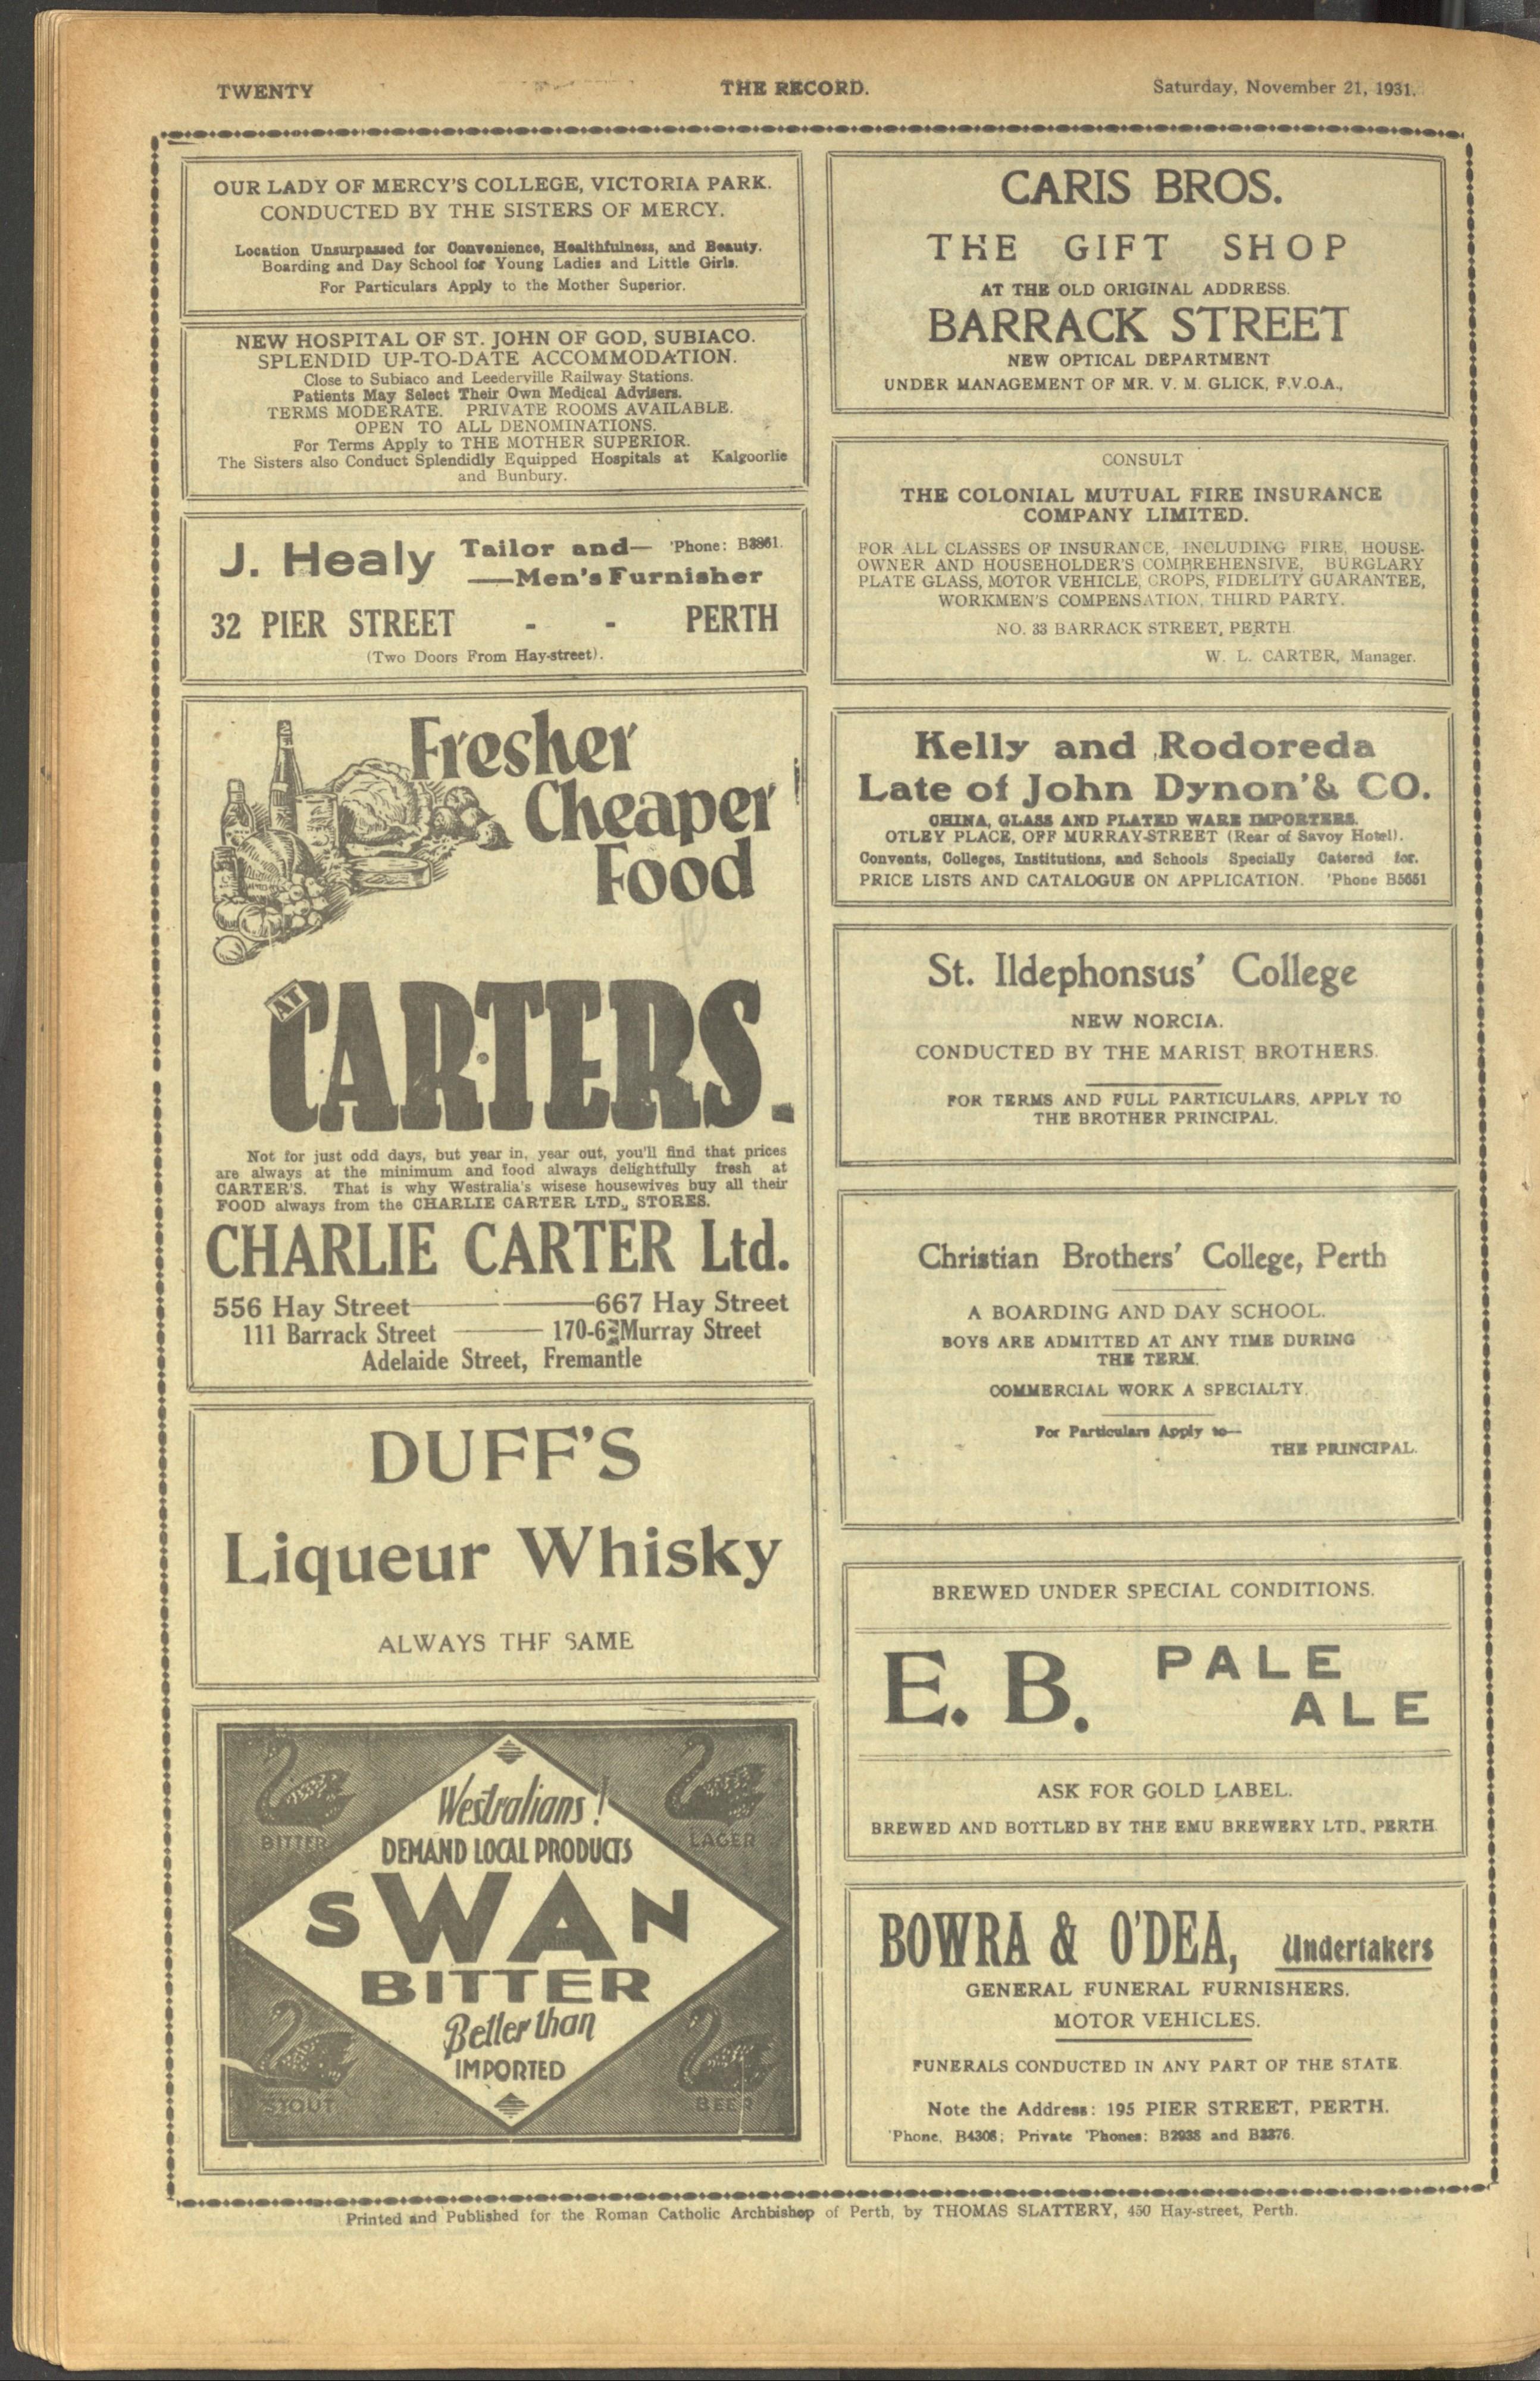 TWENTY
THE RECORD.
Saturday, November 21, 1931.
OUR LADY OF MERCY'S COLLEGE, VICTORIA PARK.
CONDUCTED BY THE SISTERS OF MERCY.
Location Unsurpassed for Convenience, Healthfulness, and Beauty.
Boarding and Day School for Young Ladies and Little Girls.
For Particulars Apply to the Mother Superior.
NEW HOSPITAL OF ST. JOHN OF GOD, SUBIACO.
SPLENDID UP-TO-DATE ACCOMMODATION.
Close to Subiaco and Leederville Railway Stations.
Patients May Select Their Own Medical Advisers.
TERMS MODERATE. PRIVATE ROOMS AVAILABLE.
OPEN TO ALL DENOMINATIONS.
For Terms Apply to THE MOTHER SUPERIOR.
The Sisters also Conduct Splendidly Equipped Hospitals at Kalgoorlie
and Bunbury.
J. Healy Tailor and— 'Phone:
—Men's Furnisher
32 PIER STREET - - PERTH
(Two Doors From Hay-street).
Fresher
Cheaper
Food
AT
CARTERS.
Not for just odd days, but year in, year out, you'll find that prices
are always at the minimum and food always delightfully fresh at
CARTER'S. That is why Westralia's wisese housewives buy all their
FOOD always from the CHARLIE CARTER LTD., STORES.
CHARLIE CARTER Ltd.
556 Hay Street——667 Hay Street
111 Barrack Street —— 170-6 Murray Street
Adelaide Street, Fremantle
DUFF'S
Liqueur Whisky
ALWAYS THE SAME
BITTER
LAGER
Westralians!
DEMAND LOCAL PRODUCTS
SWAN
BITTER
Better than
IMPORTED
STOUT
BEER
CARIS BROS.
THE GIFT SHOP
AT THE OLD ORIGINAL ADDRESS.
BARRACK STREET
NEW OPTICAL DEPARTMENT
UNDER MANAGEMENT OF MR. V. M. GLICK, F.V.O.A.,
CONSULT
THE COLONIAL MUTUAL FIRE INSURANCE
COMPANY LIMITED.
FOR ALL CLASSES OF INSURANCE, INCLUDING FIRE, HOUSE-
OWNER AND HOUSEHOLDER'S COMPREHENSIVE, BURGLARY
PLATE GLASS, MOTOR VEHICLE, CROPS, FIDELITY GUARANTEE,
WORKMEN'S COMPENSATION, THIRD PARTY.
NO. 33 BARRACK STREET, PERTH
W. L. CARTER, Manager.
Kelly and Rodoreda
Late of John Dynon & CO.
CHINA, GLASS AND PLATED WARE IMPORTERS.
OTLEY PLACE, OFF MURRAY-STREET (Rear of Savoy Hotel).
Convents, Colleges, Institutions, and Schools Specially Catered for.
PRICE LISTS AND CATALOGUE ON APPLICATION. 'Phone B5651
St. Ildephonsus' College
NEW NORCIA.
CONDUCTED BY THE MARIST BROTHERS.
FOR TERMS AND FULL PARTICULARS, APPLY TO
THE BROTHER PRINCIPAL.
Christian Brothers' College, Perth
A BOARDING AND DAY SCHOOL.
BOYS ARE ADMITTED AT ANY TIME DURING
THE TERM.
COMMERCIAL WORK A SPECIALTY.
For Particulars Apply to—
THE PRINCIPAL.
BREWED UNDER SPECIAL CONDITIONS.
E. B. PALE
ALE
ASK FOR GOLD LABEL.
BREWED AND BOTTLED BY THE EMU BREWERY LTD., PERTH
BOWRA & O'DEA, Undertakers
GENERAL FUNERAL FURNISHERS.
MOTOR VEHICLES.
FUNERALS CONDUCTED IN ANY PART OF THE STATE
Note the Address: 195 PIER STREET, PERTH.
'Phone, B4308; Private 'Phones: B2938 and B3376.
Printed and Published for the Roman Catholic Archbishop of Perth, by THOMAS SLATTERY, 450 Hay-street, Perth.